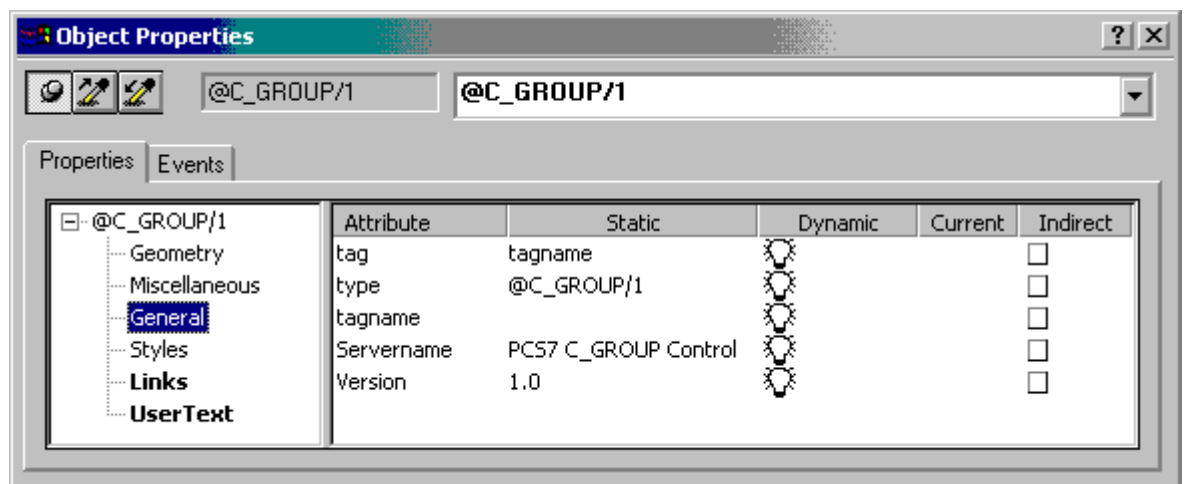 Object Properties
@C_GROUP/1 @C_GROUP/1
Properties Events
@C_GROUP/1
Geometry
Miscellaneous
General
Styles
Links
UserText
Attribute Static Dynamic Current Indirect
tag tagname
type @C_GROUP/1
tagname
Servername PCS7 C_GROUP Control
Version 1.0